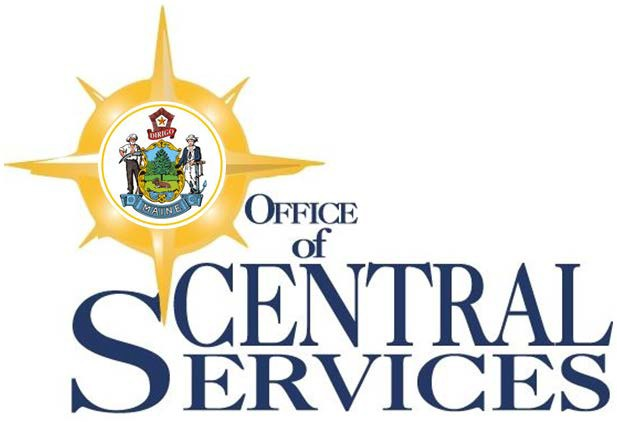 DIRIGO
MAINE
OFFICE
of
CENTRAL
SERVICES